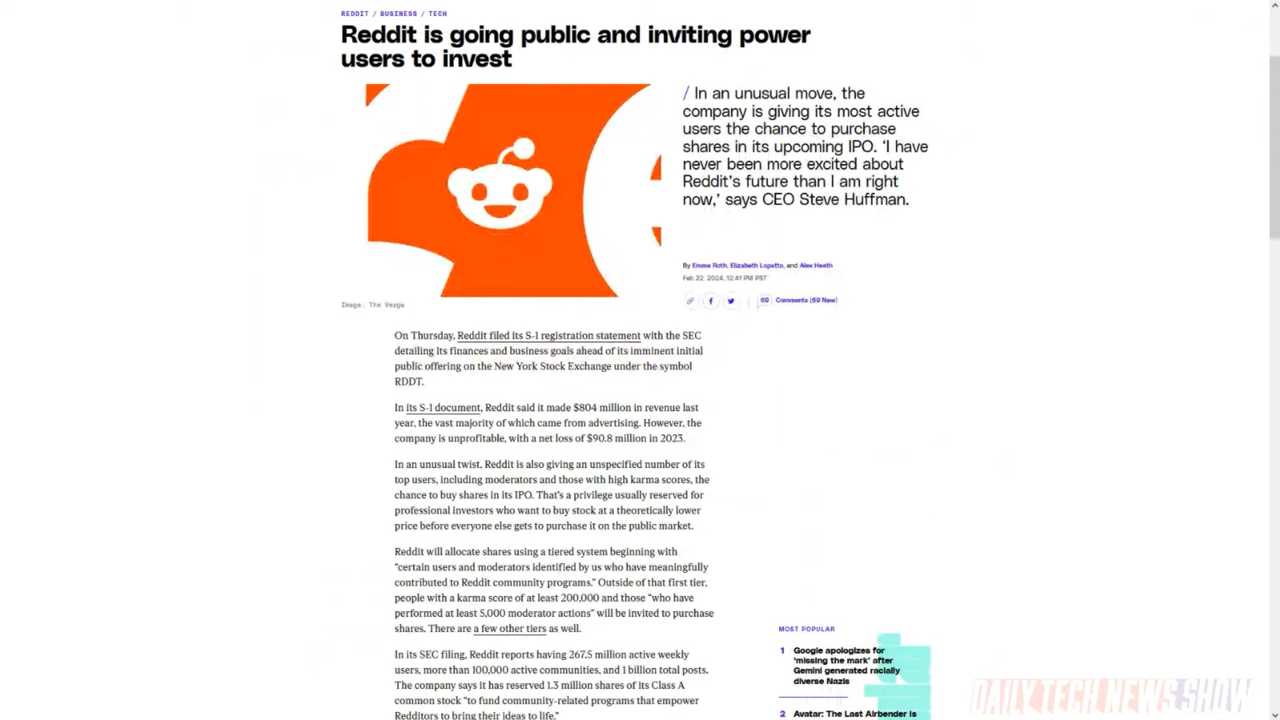 REDDIT / BUSINESS / TECH
Reddit is going public and inviting power
users to invest
/ In an unusual move, the
company is giving its most active
users the chance to purchase
shares in its upcoming IPO. ‘I have
never been more excited about
Reddit’s future than I am right
now,’ says CEO Steve Huffman.
By Emma Roth, Elizabeth Lopatto, and Alex Heath
Feb 22, 2024, 12:41 PM PST
69 Comments (69 New)
Image: The Verge
On Thursday, Reddit filed its S-1 registration statement with the SEC
detailing its finances and business goals ahead of its imminent initial
public offering on the New York Stock Exchange under the symbol
RDDT.
In its S-1 document, Reddit said it made $804 million in revenue last
year, the vast majority of which came from advertising. However, the
company is unprofitable, with a net loss of $90.8 million in 2023.
In an unusual twist, Reddit is also giving an unspecified number of its
top users, including moderators and those with high karma scores, the
chance to buy shares in its IPO. That’s a privilege usually reserved for
professional investors who want to buy stock at a theoretically lower
price before everyone else gets to purchase it on the public market.
Reddit will allocate shares using a tiered system beginning with
“certain users and moderators identified by us who have meaningfully
contributed to Reddit community programs.” Outside of that first tier,
people with a karma score of at least 200,000 and those “who have
performed at least 5,000 moderator actions” will be invited to purchase
shares. There are a few other tiers as well.
In its SEC filing, Reddit reports having 267.5 million active weekly
users, more than 100,000 active communities, and 1 billion total posts.
The company says it has reserved 1.3 million shares of its Class A
common stock “to fund community-related programs that empower
Redditors to bring their ideas to life.”
MOST POPULAR
1 Google apologizes for
‘missing the mark’ after
Gemini generated racially
diverse Nazis
2 Avatar: The Last Airbender is
DAILY TECH NEWS SHOW